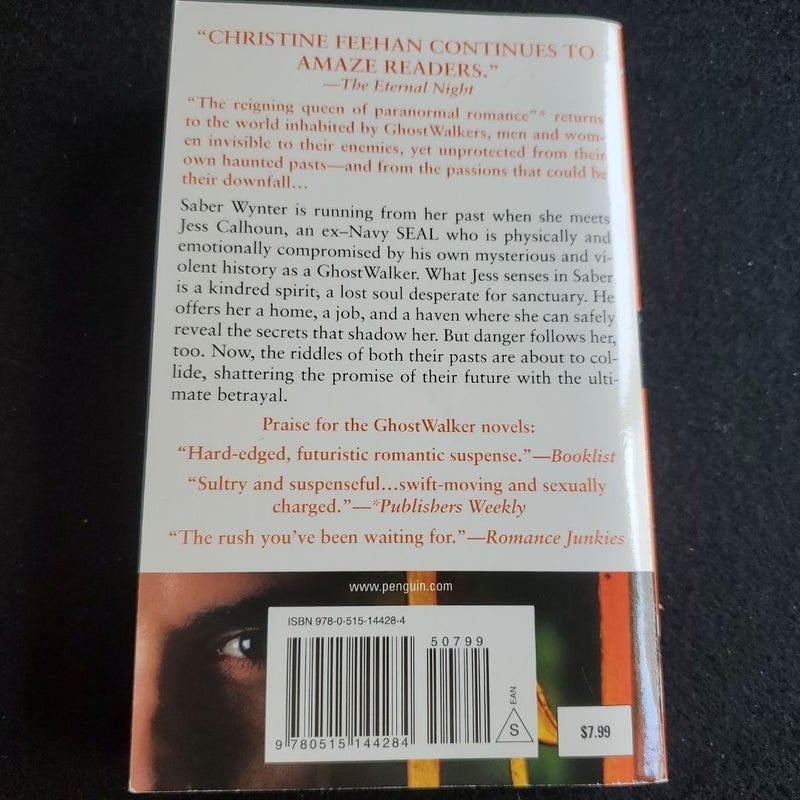 “CHRISTINE FEEHAN CONTINUES TO
AMAZE READERS.”
—The Eternal Night
“The reigning queen of paranormal romance”* returns
to the world inhabited by GhostWalkers, men and wom-
en invisible to their enemies, yet unprotected from their
own haunted pasts—and from the passions that could be
their downfall...
Saber Wynter is running from her past when she meets
Jess Calhoun, an ex–Navy SEAL who is physically and
emotionally compromised by his own mysterious and vi-
olent history as a GhostWalker. What Jess senses in Saber
is a kindred spirit, a lost soul desperate for sanctuary. He
offers her a home, a job, and a haven where she can safely
reveal the secrets that shadow her. But danger follows her,
too. Now, the riddles of both their pasts are about to col-
lide, shattering the promise of their future with the ulti-
mate betrayal.
Praise for the GhostWalker novels:
“Hard-edged, futuristic romantic suspense.”—Booklist
“Sultry and suspenseful...swift-moving and sexually
charged.”—*Publishers Weekly
“The rush you’ve been waiting for.”—Romance Junkies
www.penguin.com
ISBN 978-0-515-14428-4
50799
9 780515 144284
EAN
S
$7.99